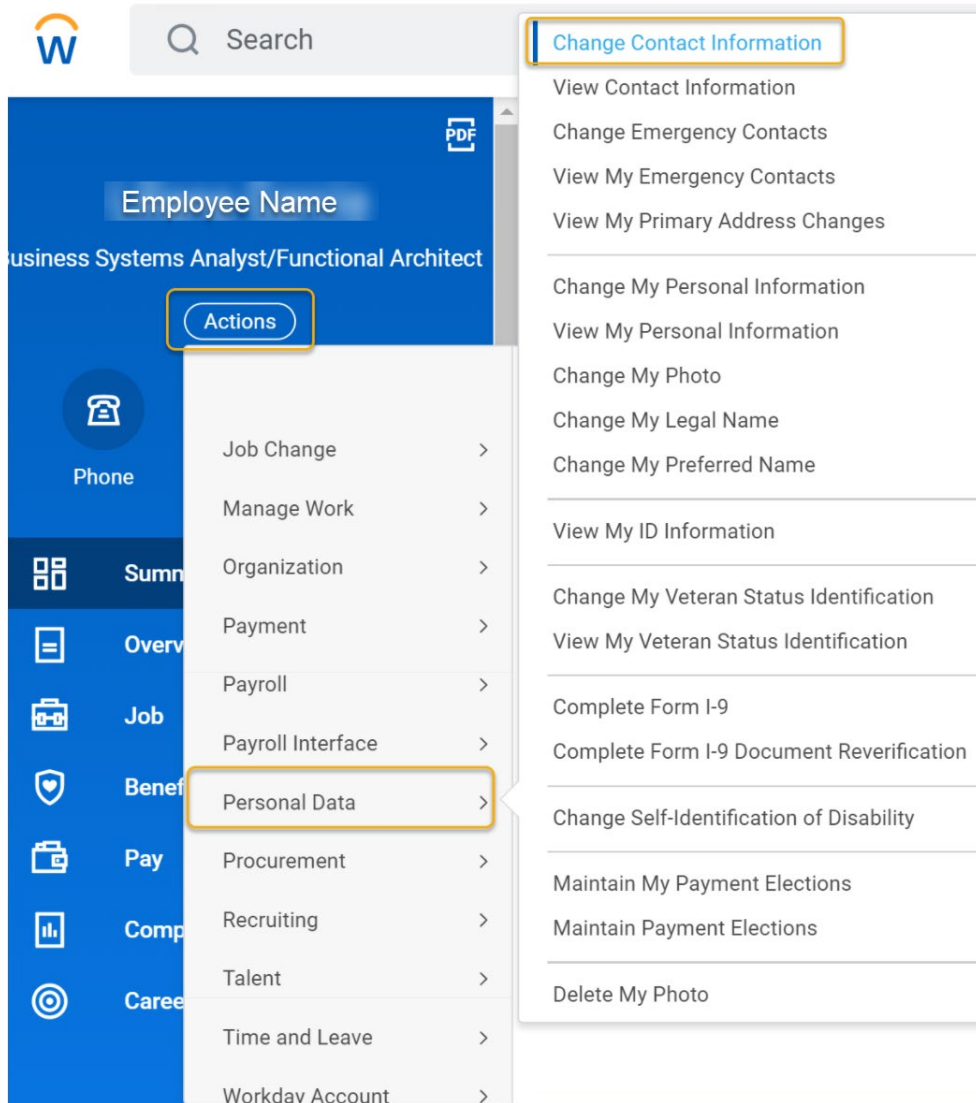 W
Search
PDF
Employee Name
usiness Systems Analyst/Functional Architect
Actions
Phone
Summ
Overv
Job
Benef
Pay
Comp
Caree
Job Change
Manage Work
Organization
Payment
Payroll
Payroll Interface
Personal Data
Procurement
Recruiting
Talent
Time and Leave
Workday Account
Change Contact Information
View Contact Information
Change Emergency Contacts
View My Emergency Contacts
View My Primary Address Changes
Change My Personal Information
View My Personal Information
Change My Photo
Change My Legal Name
Change My Preferred Name
View My ID Information
Change My Veteran Status Identification
View My Veteran Status Identification
Complete Form I-9
Complete Form I-9 Document Reverification
Change Self-Identification of Disability
Maintain My Payment Elections
Maintain Payment Elections
Delete My Photo